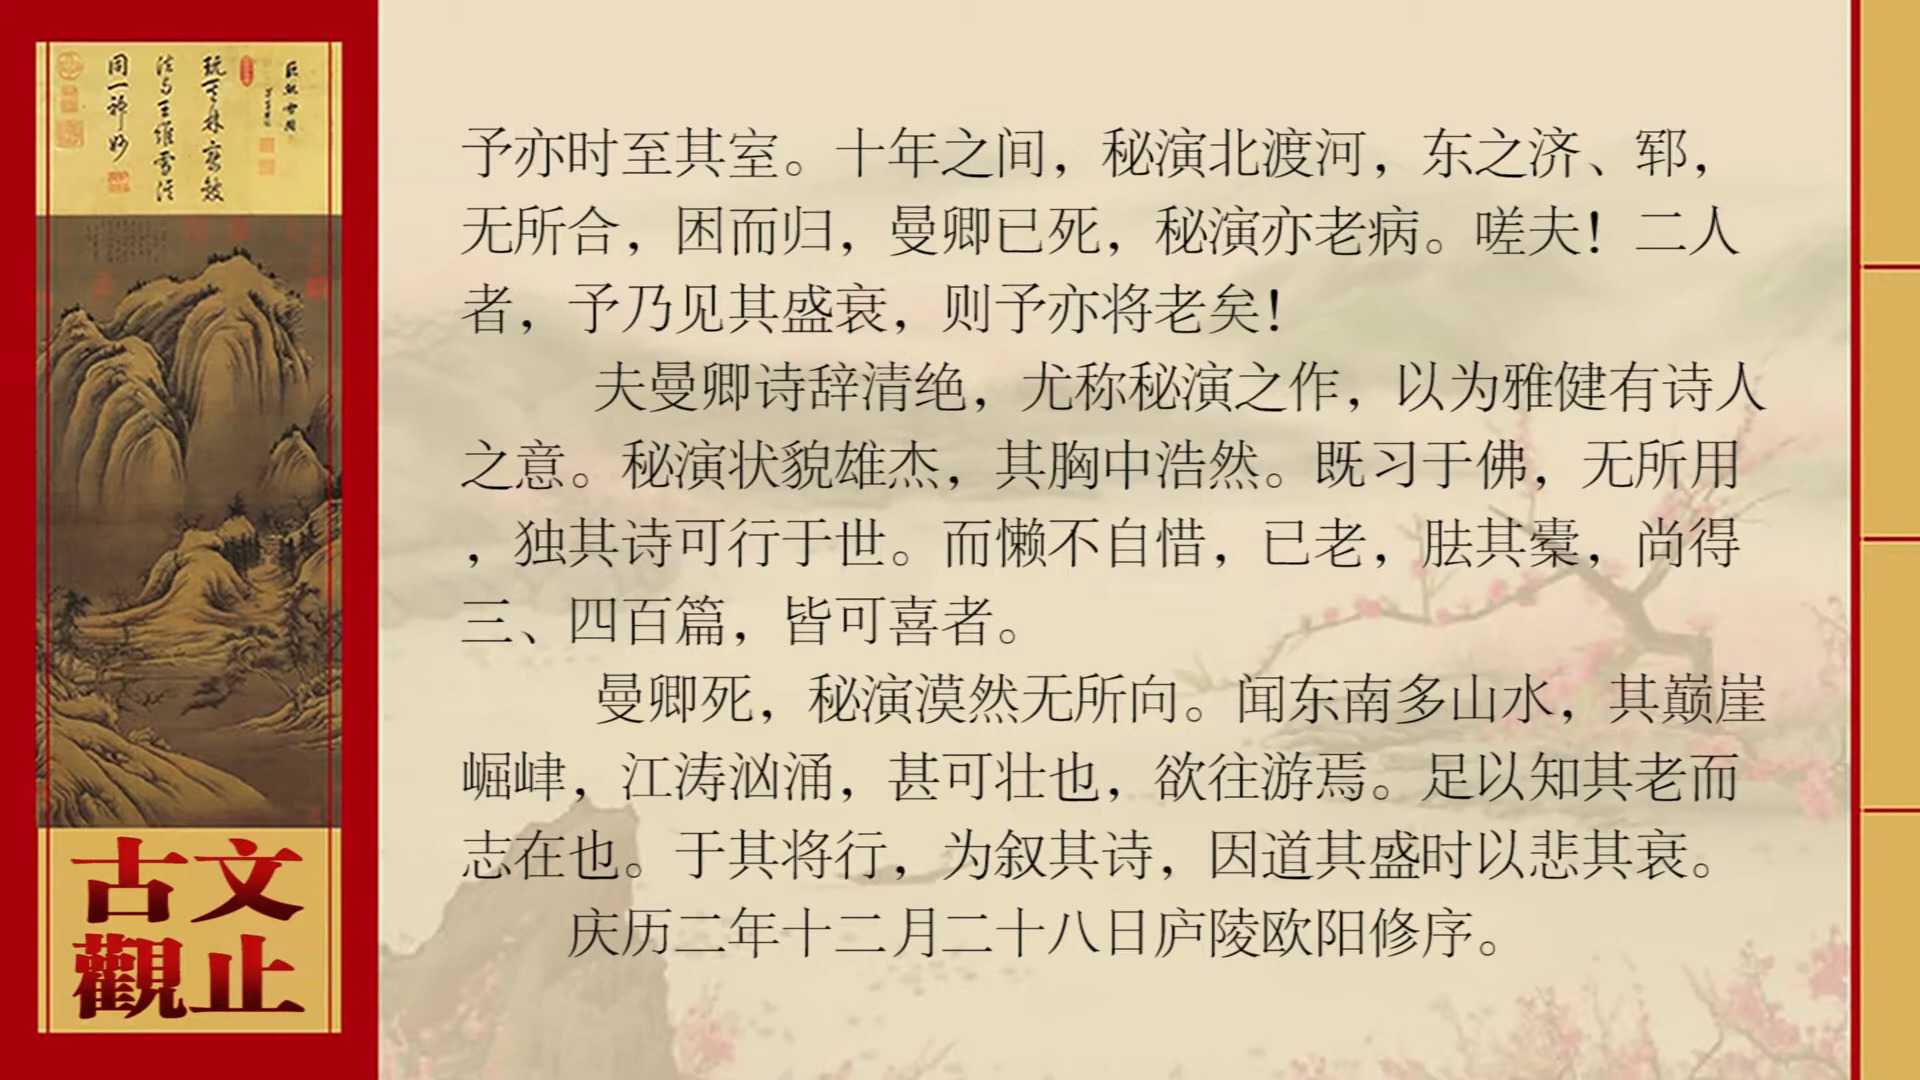 予亦时至其室。十年之间，秘演北渡河，东之济、郓，
无所合，困而归，曼卿已死，秘演亦老病。嗟夫！二人
者，予乃见其盛衰，则予亦将老矣！
夫曼卿诗辞清绝，尤称秘演之作，以为雅健有诗人
之意。秘演状貌雄杰，其胸中浩然。既习于佛，无所用
，独其诗可行于世。而懒不自惜，已老，胠其橐，尚得
三、四百篇，皆可喜者。
曼卿死，秘演漠然无所向。闻东南多山水，其巅崖
崛峍，江涛汹涌，甚可壮也，欲往游焉。足以知其老而
志在也。于其将行，为叙其诗，因道其盛时以悲其衰。
庆历二年十二月二十八日庐陵欧阳修序。
古文
觀止
同一神妙